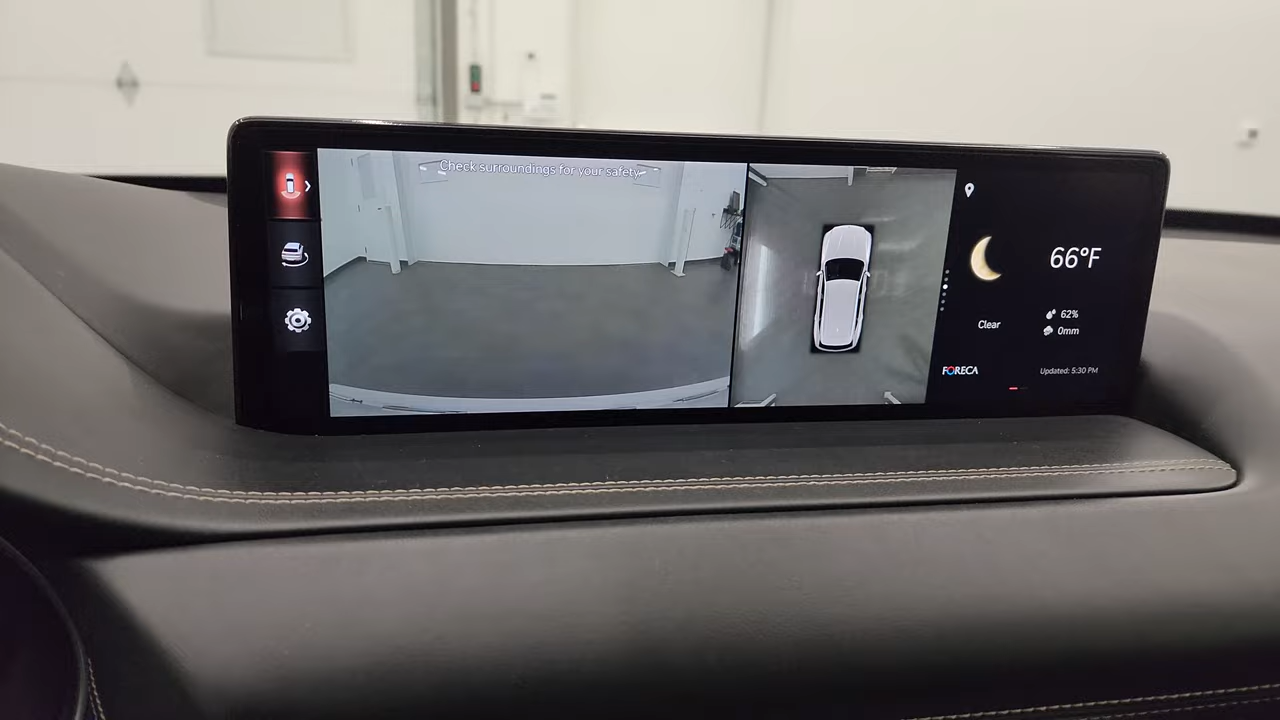 Check surroundings for your safety
66°F
Clear
62%
0mm
FORECA
Updated: 5:30 PM